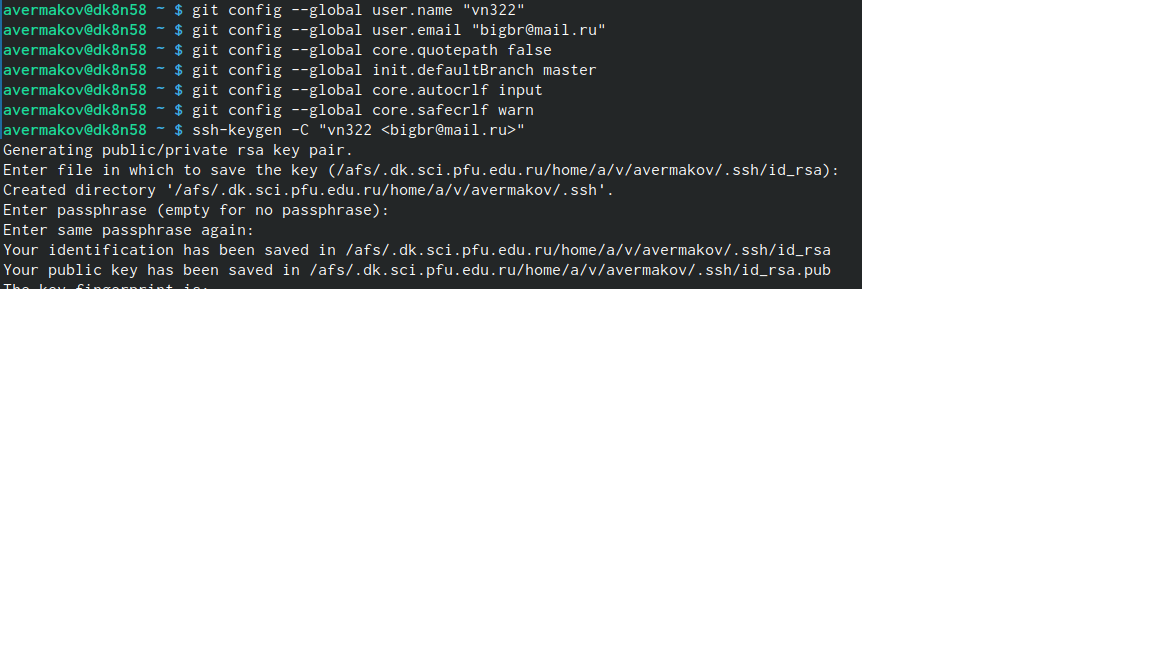 avermakov@dk8n58 ~ $ git config --global user.name "vn322"
avermakov@dk8n58 ~ $ git config --global user.email "bigbr@mail.ru"
avermakov@dk8n58 ~ $ git config --global core.quotepath false
avermakov@dk8n58 ~ $ git config --global init.defaultBranch master
avermakov@dk8n58 ~ $ git config --global core.autocrlf input
avermakov@dk8n58 ~ $ git config --global core.safecrlf warn
avermakov@dk8n58 ~ $ ssh-keygen -C "vn322 <bigbr@mail.ru>"
Generating public/private rsa key pair.
Enter file in which to save the key (/afs/.dk.sci.pfu.edu.ru/home/a/v/avermakov/.ssh/id_rsa):
Created directory '/afs/.dk.sci.pfu.edu.ru/home/a/v/avermakov/.ssh'.
Enter passphrase (empty for no passphrase):
Enter same passphrase again:
Your identification has been saved in /afs/.dk.sci.pfu.edu.ru/home/a/v/avermakov/.ssh/id_rsa
Your public key has been saved in /afs/.dk.sci.pfu.edu.ru/home/a/v/avermakov/.ssh/id_rsa.pub
The key fingerprint is: